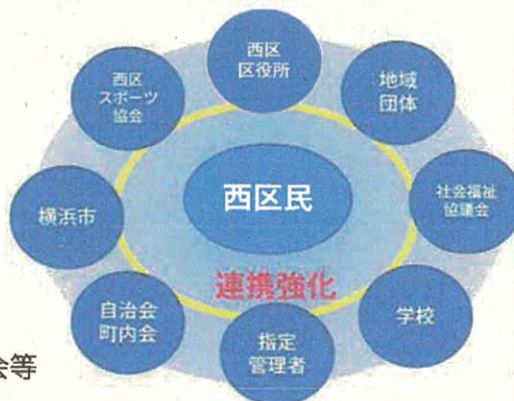 西区
区役所
地域
団体
西区
スポーツ
協会
社会福祉
協議会
西区民
横浜市
連携強化
自治会
町内会
学校
指定
管理者
会等